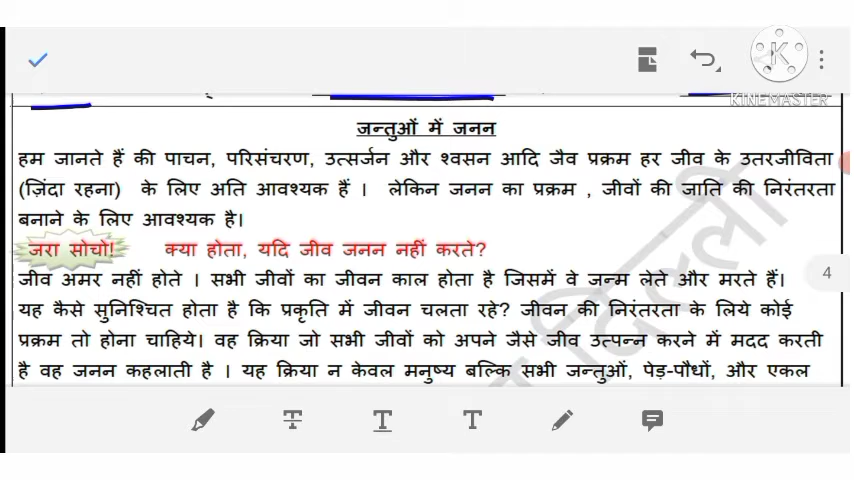 KINEMASTER
जन्तुओं में जनन
हम जानते हैं की पाचन, परिसंचरण, उत्सर्जन और श्वसन आदि जैव प्रक्रम हर जीव के उतरजीविता
(ज़िंदा रहना) के लिए अति आवश्यक हैं । लेकिन जनन का प्रक्रम , जीवों की जाति की निरंतरता
बनाने के लिए आवश्यक है।
जरा सोचो! क्या होता, यदि जीव जनन नहीं करते?
जीव अमर नहीं होते । सभी जीवों का जीवन काल होता है जिसमें वे जन्म लेते और मरते हैं।
4
यह कैसे सुनिश्चित होता है कि प्रकृति में जीवन चलता रहे? जीवन की निरंतरता के लिये कोई
प्रक्रम तो होना चाहिये। वह क्रिया जो सभी जीवों को अपने जैसे जीव उत्पन्न करने में मदद करती
है वह जनन कहलाती है । यह क्रिया न केवल मनुष्य बल्कि सभी जन्तुओं, पेड़-पौधों, और एकल